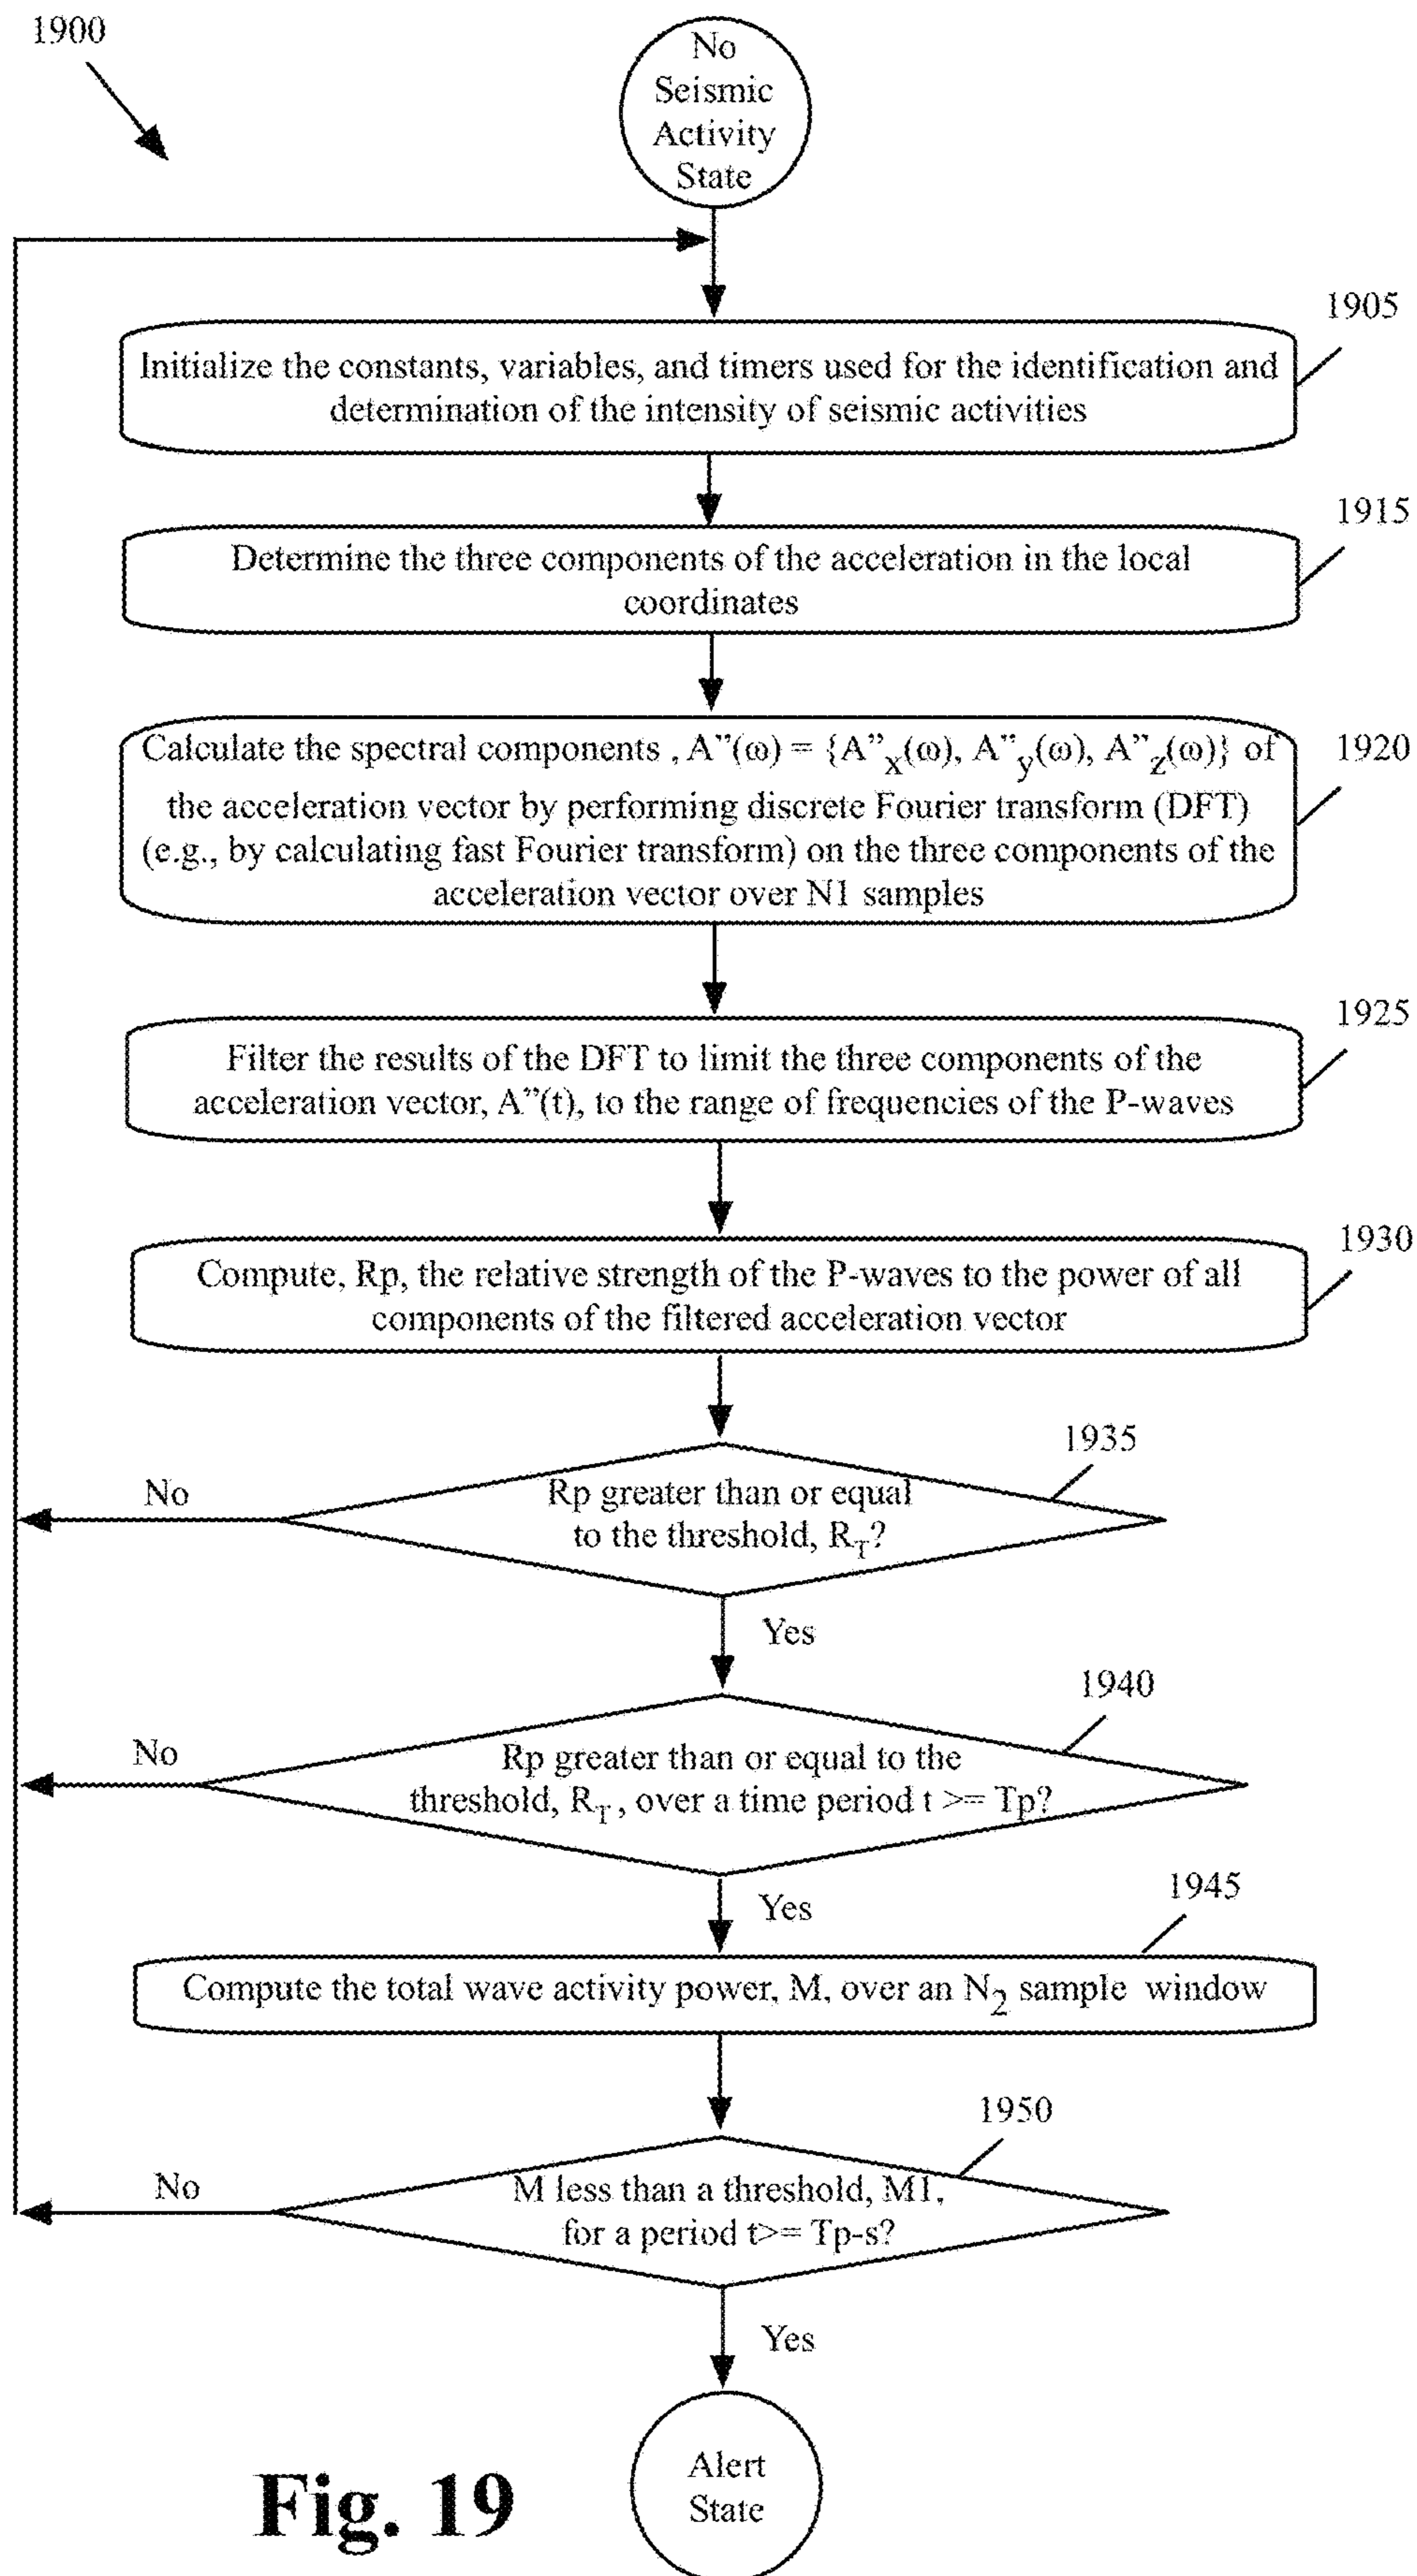 1900
No
Seismic
Activity
State
1905
Initialize the constants, variables, and timers used for the identification and
determination of the intensity of seismic activities
1915
Determine the three components of the acceleration in the local
coordinates
1920
Calculate the spectral components , A”(ω) = {A”x(ω), A”y(ω), A”z(ω)} of
the acceleration vector by performing discrete Fourier transform (DFT)
(e.g., by calculating fast Fourier transform) on the three components of the
acceleration vector over N1 samples
1925
Filter the results of the DFT to limit the three components of the
acceleration vector, A”(t), to the range of frequencies of the P-waves
1930
Compute, Rp, the relative strength of the P-waves to the power of all
components of the filtered acceleration vector
1935
Rp greater than or equal
to the threshold, RT?
No
Yes
1940
Rp greater than or equal to the
threshold, RT, over a time period t >= Tp?
No
Yes
1945
Compute the total wave activity power, M, over an N2 sample window
1950
M less than a threshold, M1,
for a period t>= Tp-s?
No
Yes
Alert
State
Fig. 19